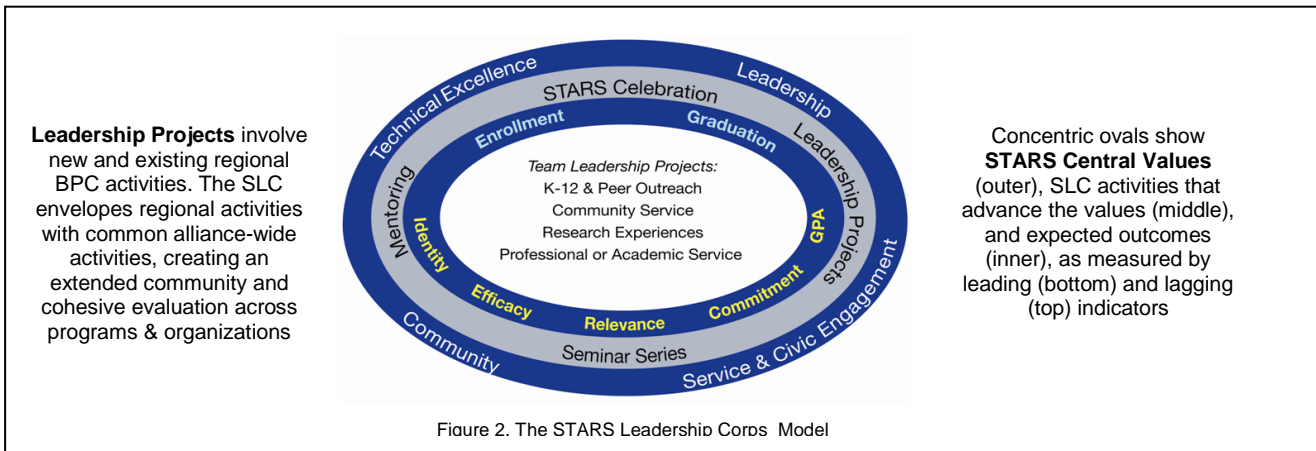 Leadership Projects involve
new and existing regional
BPC activities. The SLC
envelopes regional activities
with common alliance-wide
activities, creating an
extended community and
cohesive evaluation across
programs & organizations
Technical Excellence
Leadership
STARS Celebration
Mentoring
Leadership Projects
Enrollment
Graduation
Team Leadership Projects:
K-12 & Peer Outreach
Community Service
Research Experiences
Professional or Academic Service
Identity
Efficacy
Relevance
Commitment
GPA
Seminar Series
Community
Service & Civic Engagement
Concentric ovals show
STARS Central Values
(outer), SLC activities that
advance the values (middle),
and expected outcomes
(inner), as measured by
leading (bottom) and lagging
(top) indicators
Figure 2. The STARS Leadership Corps Model